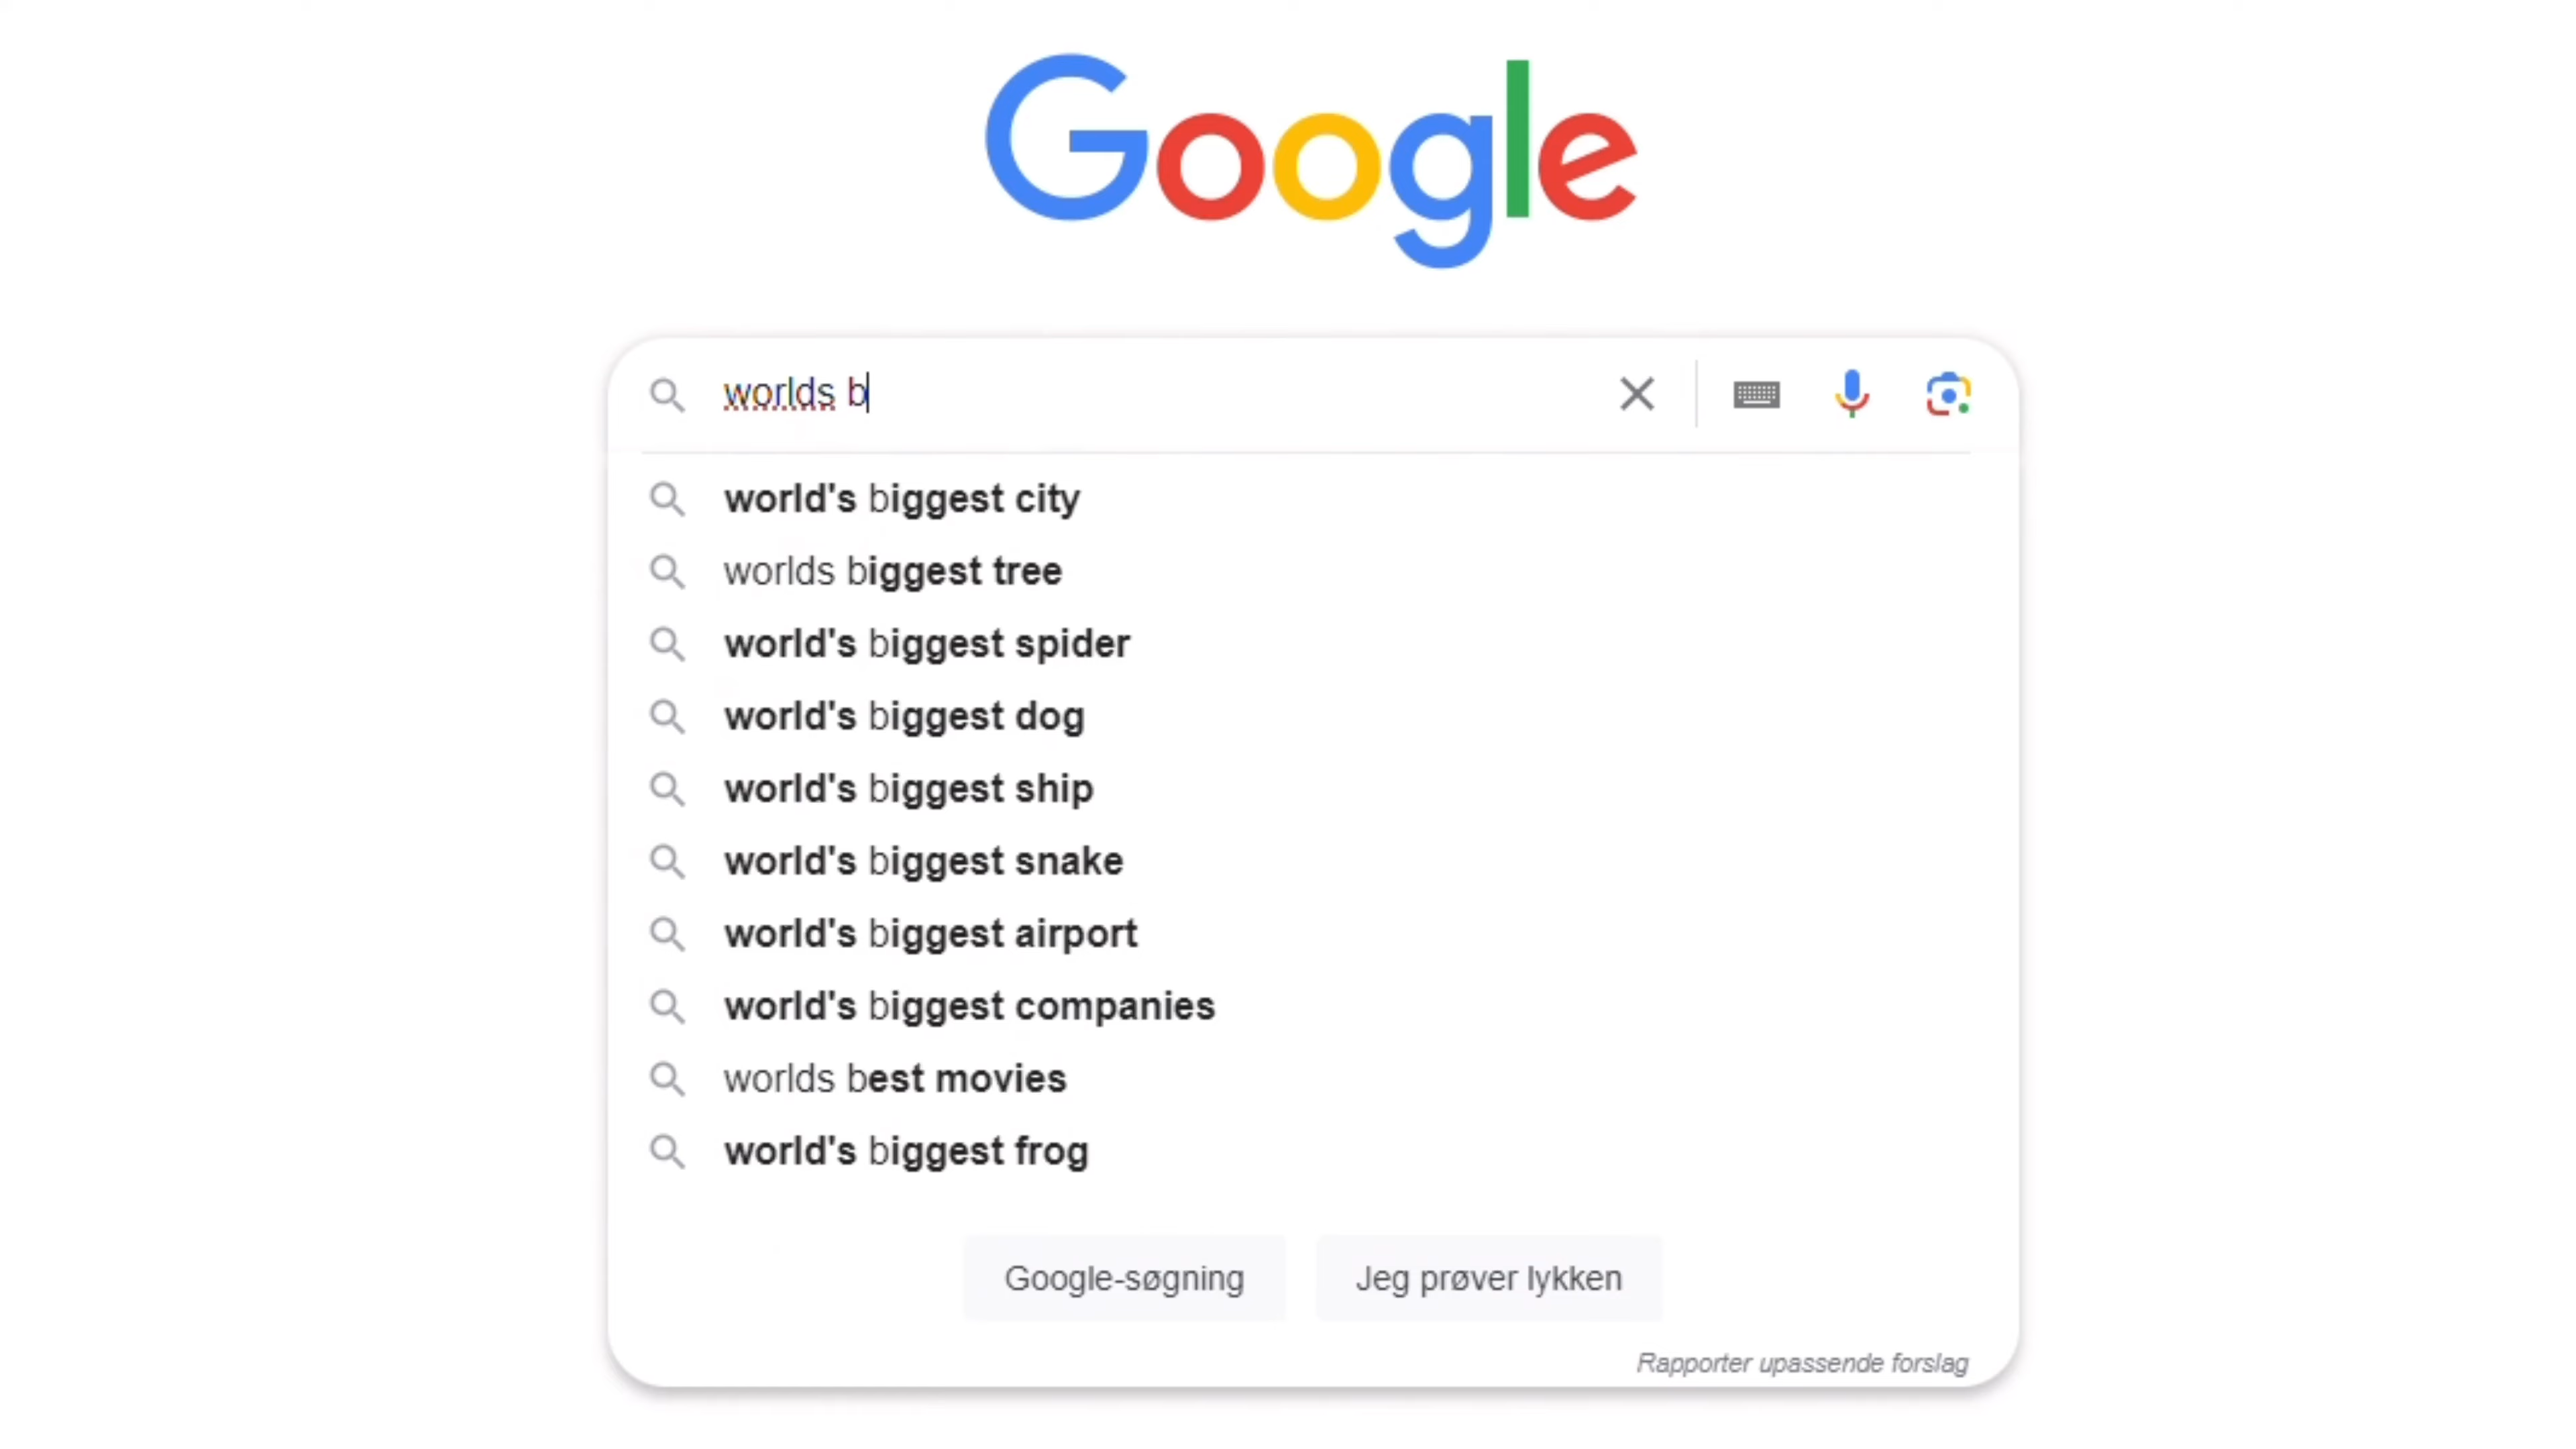 Google
worlds b
world's biggest city
worlds biggest tree
world's biggest spider
world's biggest dog
world's biggest ship
world's biggest snake
world's biggest airport
world's biggest companies
worlds best movies
world's biggest frog
Google-søgning Jeg prøver lykken
Rapporter upassende forslag